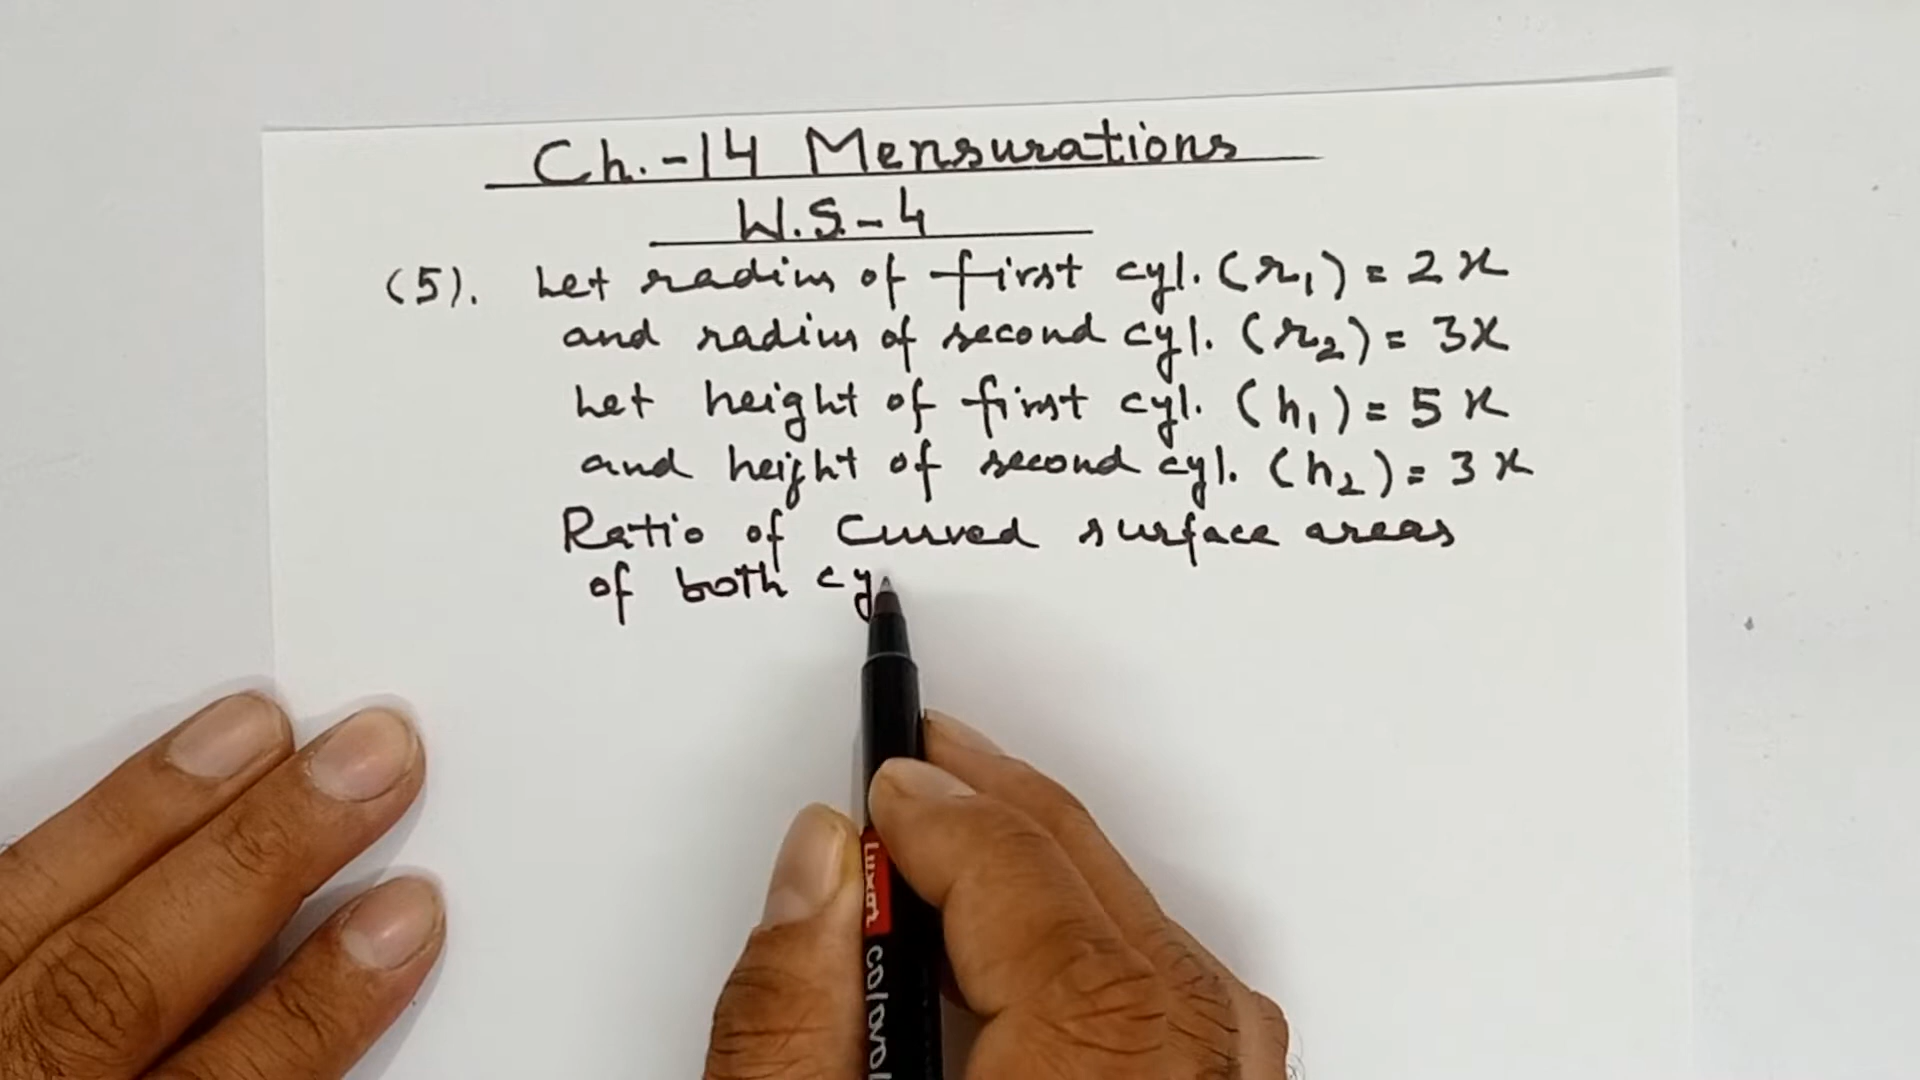 Ch.-14 Mensurations
W.S.-4
(5). Let radius of first cyl. (r₁) = 2x
and radius of second cyl. (r₂) = 3x
Let height of first cyl. (h₁) = 5x
and height of second cyl. (h₂) = 3x
Ratio of Curved surface areas
of both cy
Luxor